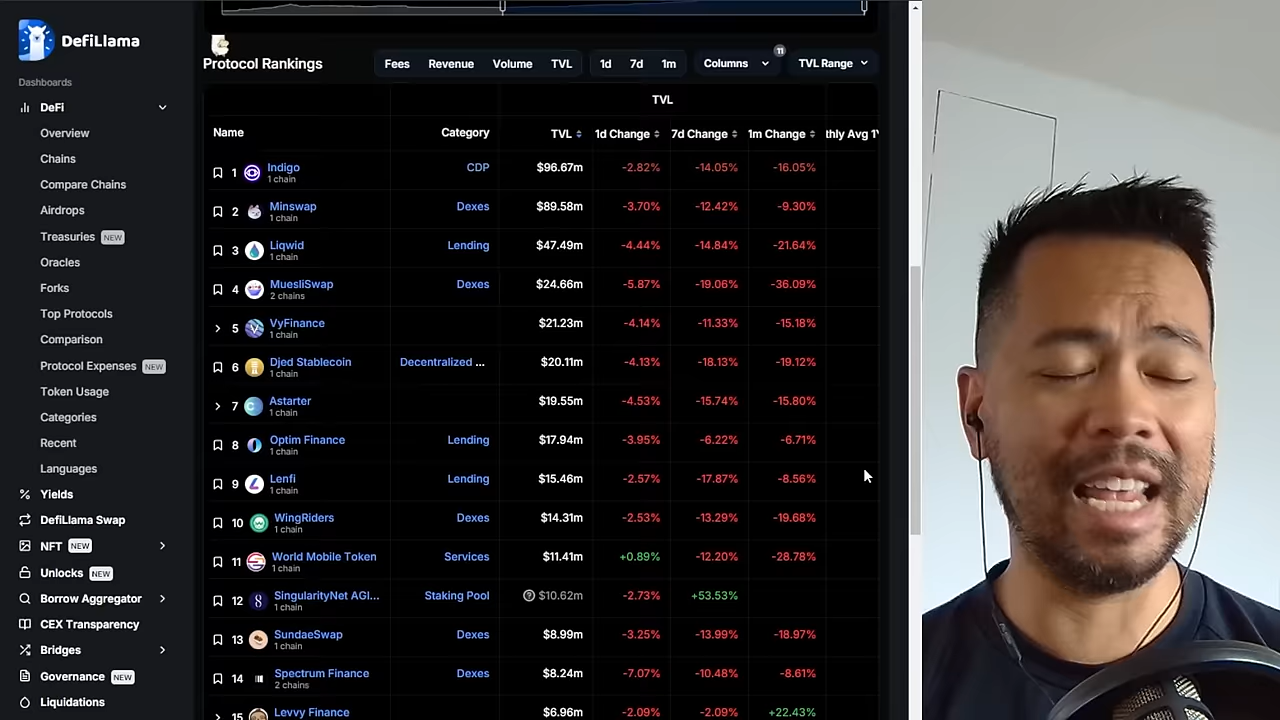 DefiLlama
Dashboards
DeFi
Overview
Chains
Compare Chains
Airdrops
Treasuries NEW
Oracles
Forks
Top Protocols
Comparison
Protocol Expenses NEW
Token Usage
Categories
Recent
Languages
Yields
DefiLlama Swap
NFT NEW
Unlocks NEW
Borrow Aggregator
CEX Transparency
Bridges
Governance NEW
Liquidations
Protocol Rankings Fees Revenue Volume TVL 1d 7d 1m Columns 11 TVL Range
TVL
Name Category TVL 1d Change 7d Change 1m Change thly Avg 1Y
1 Indigo CDP $96.67m -2.82% -14.05% -16.05%
1 chain
2 Minswap Dexes $89.58m -3.70% -12.42% -9.30%
1 chain
3 Liqwid Lending $47.49m -4.44% -14.84% -21.64%
1 chain
4 MuesliSwap Dexes $24.66m -5.87% -19.06% -36.09%
2 chains
5 VyFinance $21.23m -4.14% -11.33% -15.18%
1 chain
6 Djed Stablecoin Decentralized ... $20.11m -4.13% -18.13% -19.12%
1 chain
7 Astarter $19.55m -4.53% -15.74% -15.80%
1 chain
8 Optim Finance Lending $17.94m -3.95% -6.22% -6.71%
1 chain
9 Lenfi Lending $15.46m -2.57% -17.87% -8.56%
1 chain
10 WingRiders Dexes $14.31m -2.53% -13.29% -19.68%
1 chain
11 World Mobile Token Services $11.41m +0.89% -12.20% -28.78%
1 chain
12 SingularityNet AGI... Staking Pool ? $10.62m -2.73% +53.53%
1 chain
13 SundaeSwap Dexes $8.99m -3.25% -13.99% -18.97%
1 chain
14 Spectrum Finance Dexes $8.24m -7.07% -10.48% -8.61%
2 chains
15 Levvy Finance $6.96m -2.09% -2.09% +22.43%